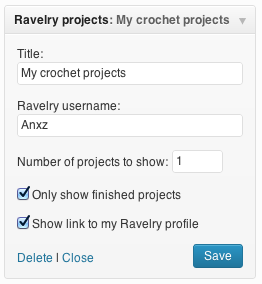 Ravelry projects: My crochet projects
Title:
My crochet projects
Ravelry username:
Anxz
Number of projects to show: 1
Only show finished projects
Show link to my Ravelry profile
Delete | Close Save